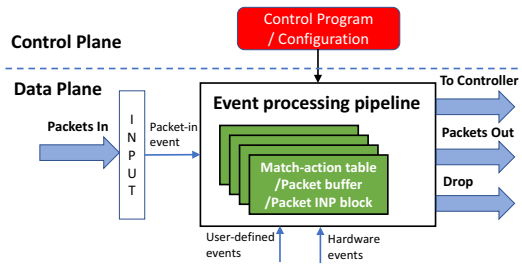 Control Program
/ Configuration
Control Plane
Data Plane
To Controller
Event processing pipeline
Packets In
INPUT
Packet-in
event
Packets Out
Match-action table
/Packet buffer
/Packet INP block
Drop
User-defined
events
Hardware
events